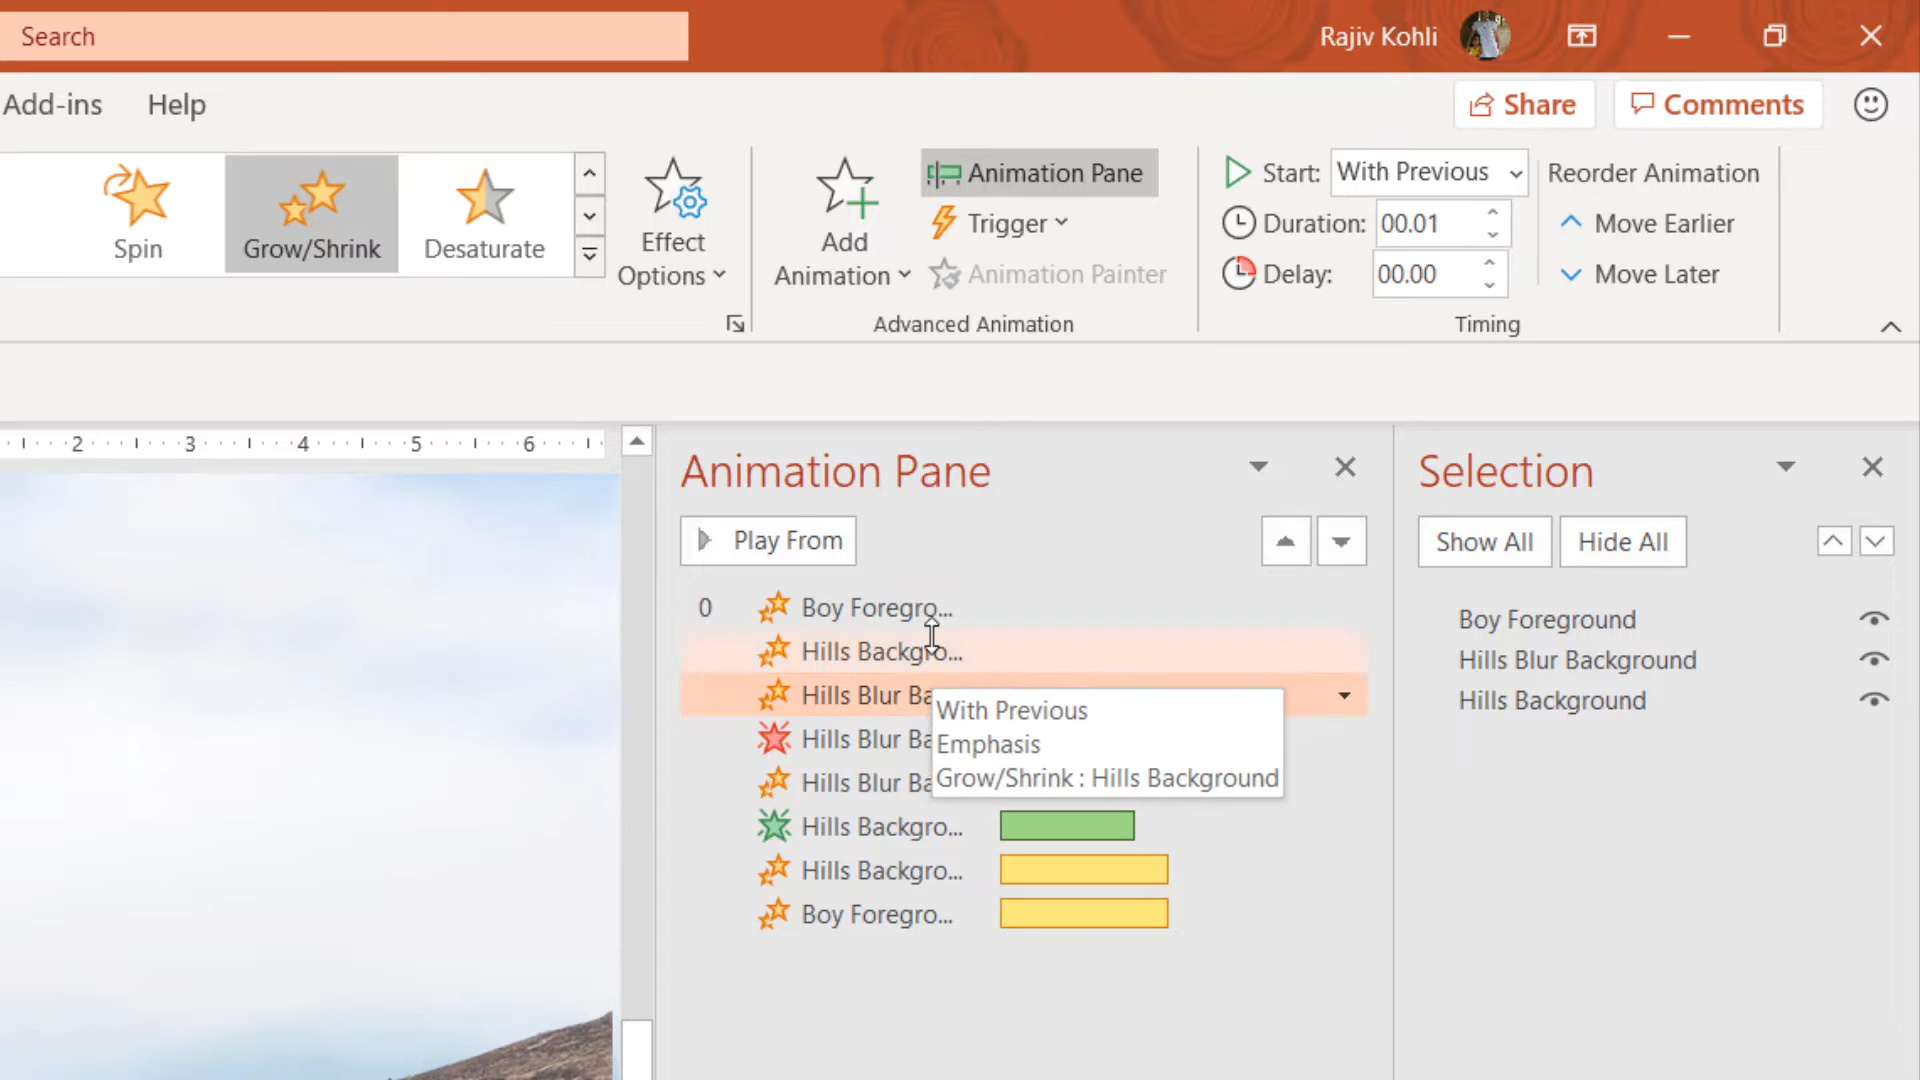 Search
Rajiv Kohli
Add-ins Help
Share Comments
Spin
Grow/Shrink
Desaturate
Effect Options
Add Animation
Animation Pane
Trigger
Animation Painter
Advanced Animation
Start: With Previous
Duration: 00.01
Delay: 00.00
Reorder Animation
Move Earlier
Move Later
Timing
2 3 4 5 6
Animation Pane
Play From
0 Boy Foregro...
Hills Backgro...
Hills Blur Ba
Hills Blur Ba
Hills Blur Ba
Hills Backgro...
Hills Backgro...
Boy Foregro...
With Previous
Emphasis
Grow/Shrink : Hills Background
Selection
Show All Hide All
Boy Foreground
Hills Blur Background
Hills Background